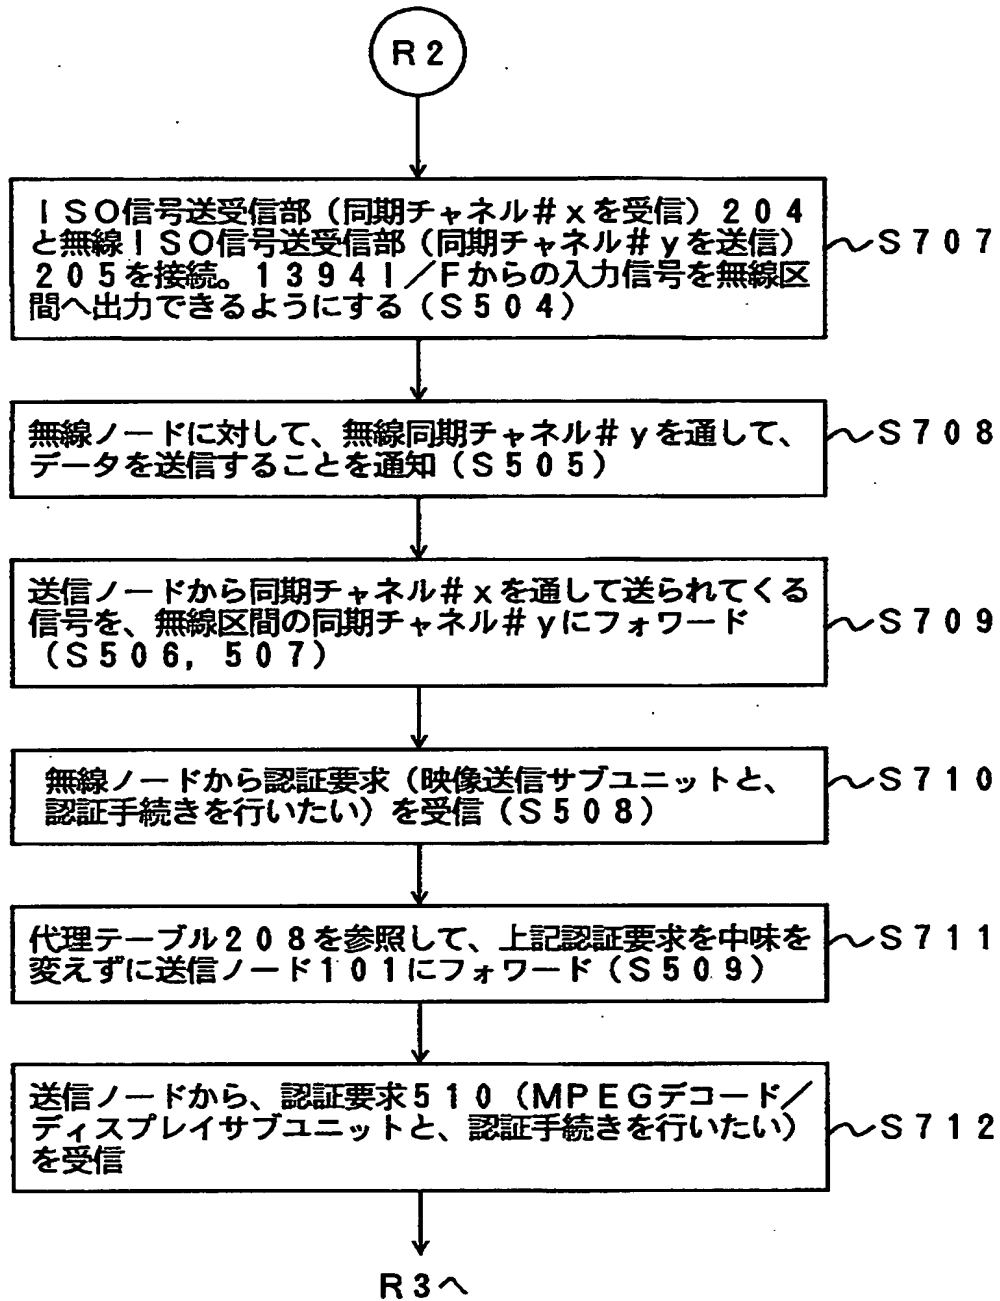 R2
ISO信号送受信部(同期チャネル#xを受信)204
と無線ISO信号送受信部(同期チャネル#yを送信)
205を接続。1394I/Fからの入力信号を無線区
間へ出力できるようにする(S504)
S707
無線ノードに対して、無線同期チャネル#yを通して、
データを送信することを通知(S505)
S708
送信ノードから同期チャネル#xを通して送られてくる
信号を、無線区間の同期チャネル#yにフォワード
(S506, 507)
S709
無線ノードから認証要求(映像送信サブユニットと、
認証手続きを行いたい)を受信(S508)
S710
代理テーブル208を参照して、上記認証要求を中味を
変えずに送信ノード101にフォワード(S509)
S711
送信ノードから、認証要求510(MPEGデコード/
ディスプレイサブユニットと、認証手続きを行いたい)
を受信
S712
R3へ